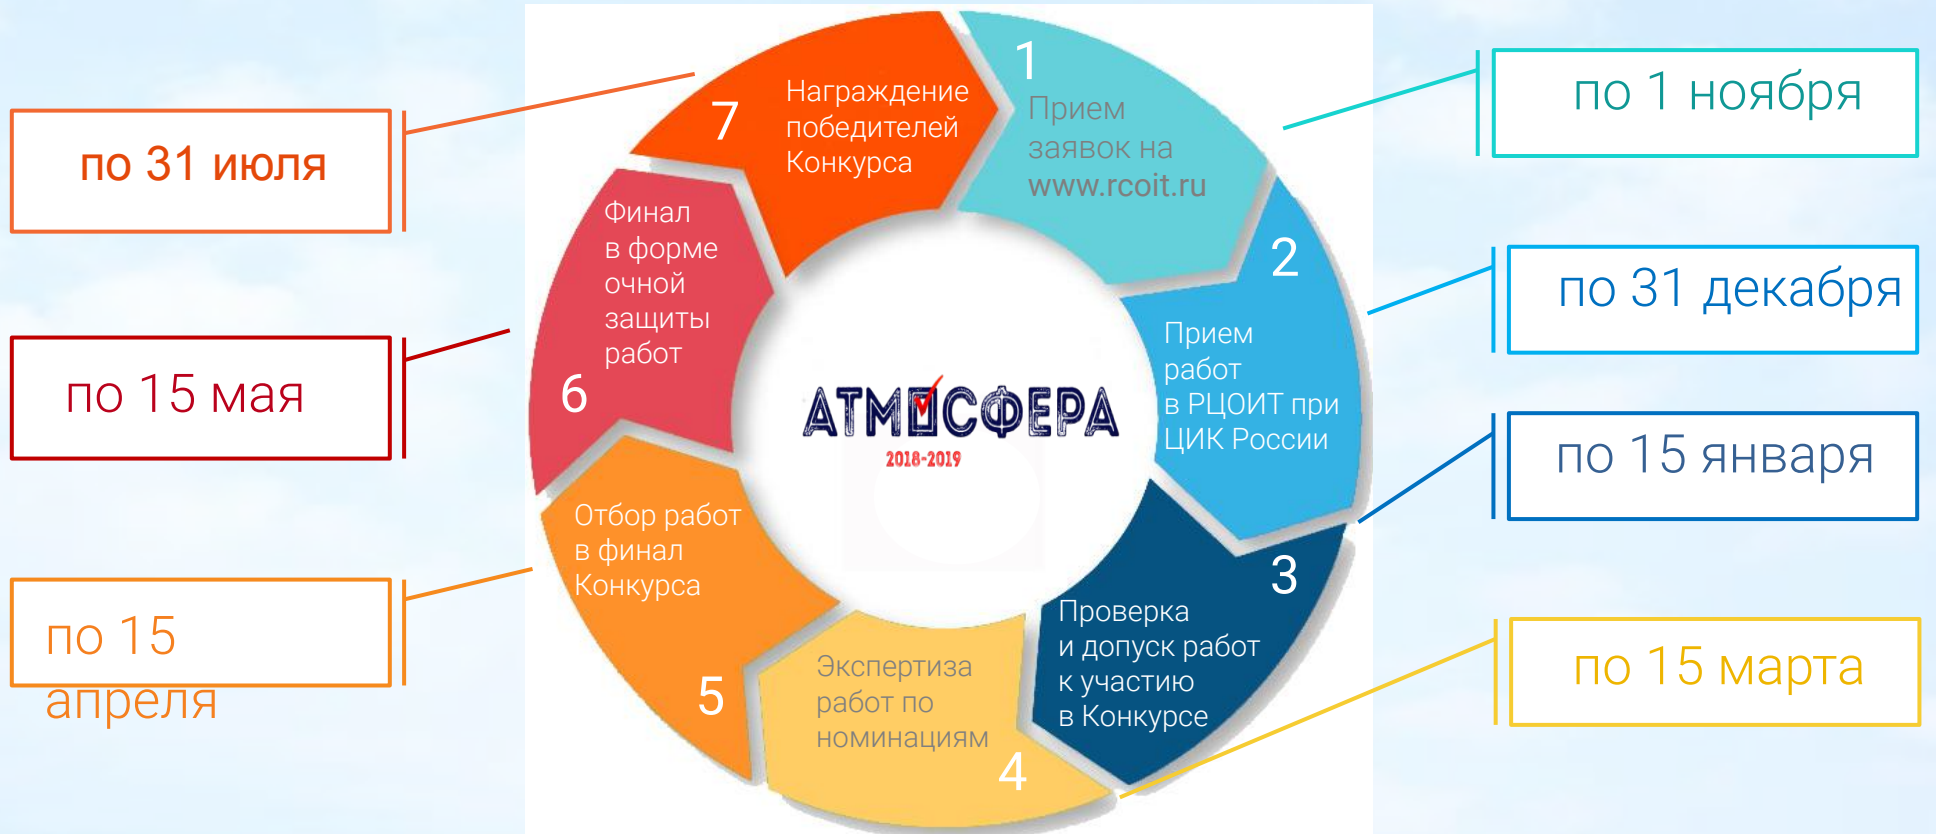 1
Прием
заявок на
www.rcoit.ru
по 1 ноября
2
Прием
работ
в РЦОИТ при
ЦИК России
по 31 декабря
3
Проверка
и допуск работ
к участию
в Конкурсе
по 15 января
4
Экспертиза
работ по
номинациям
по 15 марта
5
Отбор работ
в финал
Конкурса
по 15
апреля
6
Финал
в форме
очной
защиты
работ
по 15 мая
7
Награждение
победителей
Конкурса
по 31 июля
АТМОСФЕРА
2018-2019